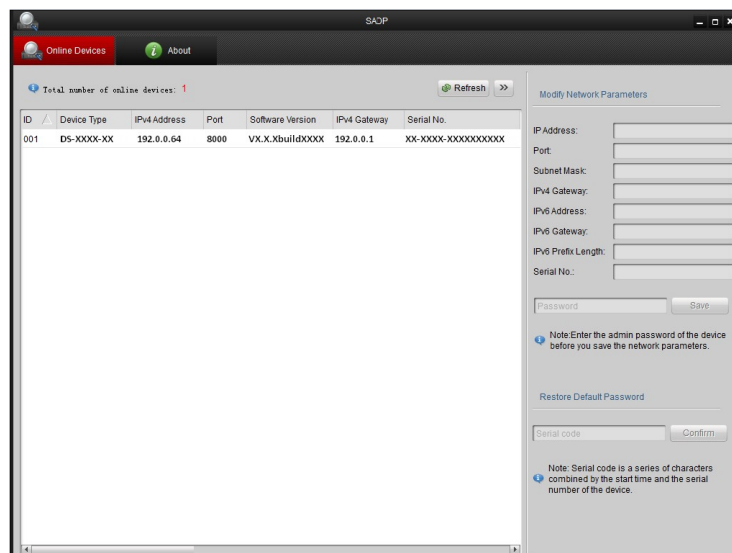 SADP
Online Devices
About
Total number of online devices: 1
Refresh
ID Device Type IPv4 Address Port Software Version IPv4 Gateway Serial No.
001 DS-XXXX-XX 192.0.0.64 8000 VX.X.XbuildXXXX 192.0.0.1 XX-XXXX-XXXXXXXXXX
Modify Network Parameters
IP Address:
Port:
Subnet Mask:
IPv4 Gateway:
IPv6 Address:
IPv6 Gateway:
IPv6 Prefix Length:
Serial No.:
Password Save
Note:Enter the admin password of the device
before you save the network parameters.
Restore Default Password
Serial code Confirm
Note: Serial code is a series of characters
combined by the start time and the serial
number of the device.